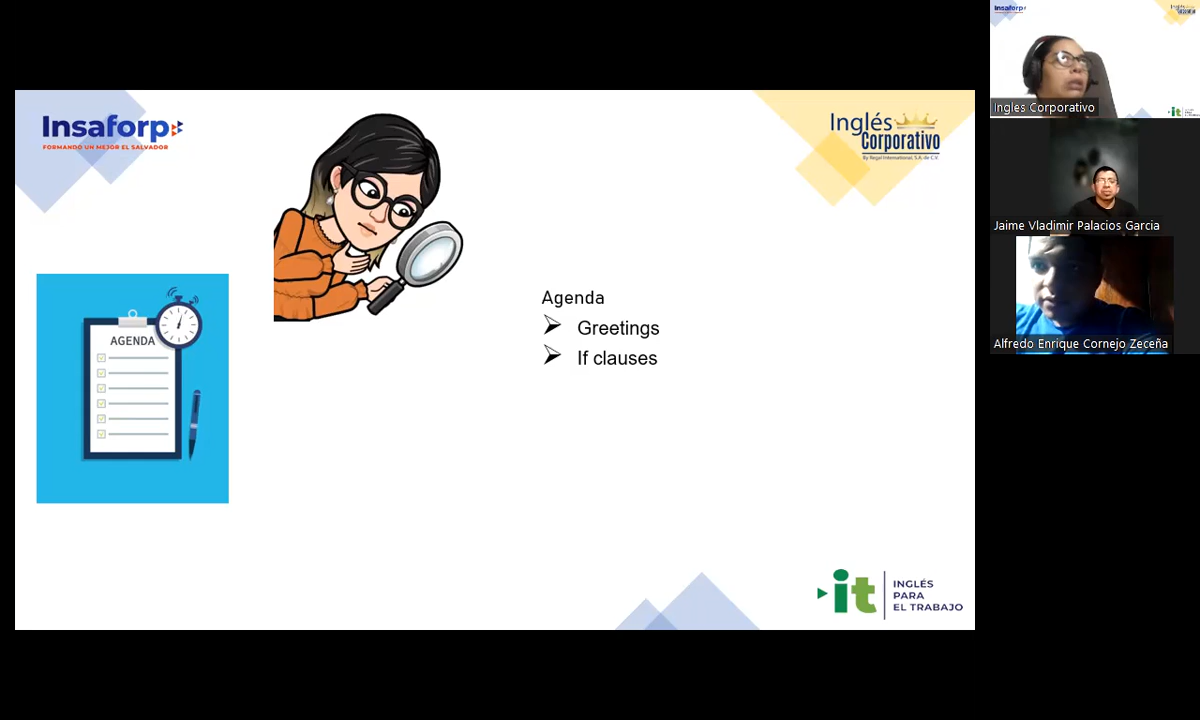 Insaforp
FORMANDO UN MEJOR EL SALVADOR
Inglés
Corporativo
By Regal International, S.A. de C.V.
AGENDA
Agenda
Greetings
If clauses
it
INGLÉS
PARA
EL TRABAJO
Insaforp
Ingles Corporativo
Jaime Vladimir Palacios Garcia
Alfredo Enrique Cornejo Zeceña